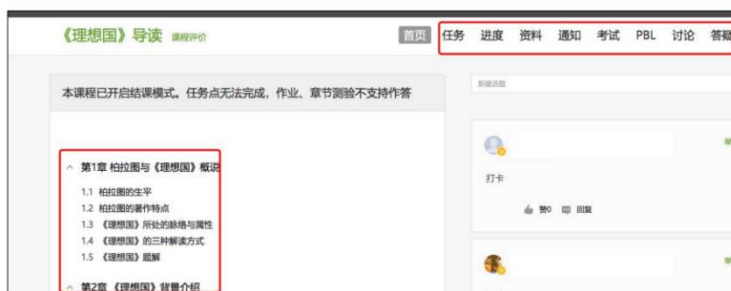 《理想国》导读 课程评价
首页 任务 进度 资料 通知 考试 PBL 讨论 答疑
本课程已开启结课模式。任务点无法完成，作业、章节测验不支持作答
第1章 柏拉图与《理想国》概说
1.1 柏拉图的生平
1.2 柏拉图的著作特点
1.3 《理想国》所处的脉络与属性
1.4 《理想国》的三种解读方式
1.5 《理想国》题解
第2章 《理想国》背景介绍
新建话题
打卡
赞0 回复